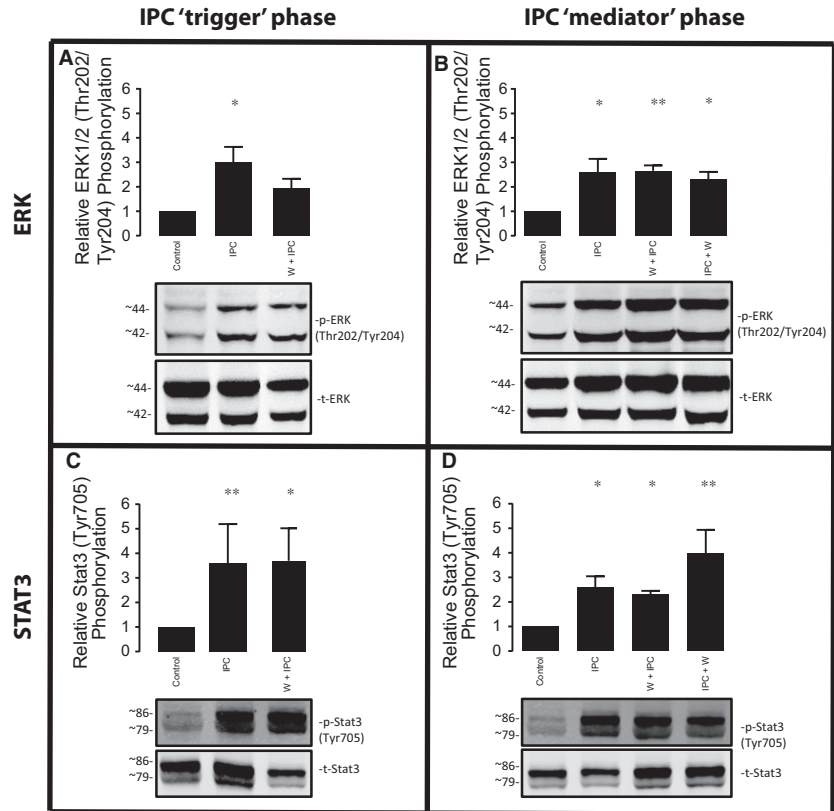 IPC ‘trigger’ phase
IPC ‘mediator’ phase
ERK
A
Relative ERK1/2 (Thr202/
Tyr204) Phosphorylation
6
5
4
3
2
1
0
*
Control
IPC
W + IPC
~44-
~42-
-p-ERK
(Thr202/Tyr204)
~44-
~42-
-t-ERK
B
Relative ERK1/2 (Thr202/
Tyr204) Phosphorylation
6
5
4
3
2
1
0
*
**
*
Control
IPC
W + IPC
IPC + W
~44-
~42-
-p-ERK
(Thr202/Tyr204)
~44-
~42-
-t-ERK
STAT3
C
Relative Stat3 (Tyr705)
Phosphorylation
6
5
4
3
2
1
0
**
*
Control
IPC
W + IPC
~86-
~79-
-p-Stat3
(Tyr705)
~86-
~79-
-t-Stat3
D
Relative Stat3 (Tyr705)
Phosphorylation
6
5
4
3
2
1
0
*
*
**
Control
IPC
W + IPC
IPC + W
~86-
~79-
-p-Stat3
(Tyr705)
~86-
~79-
-t-Stat3